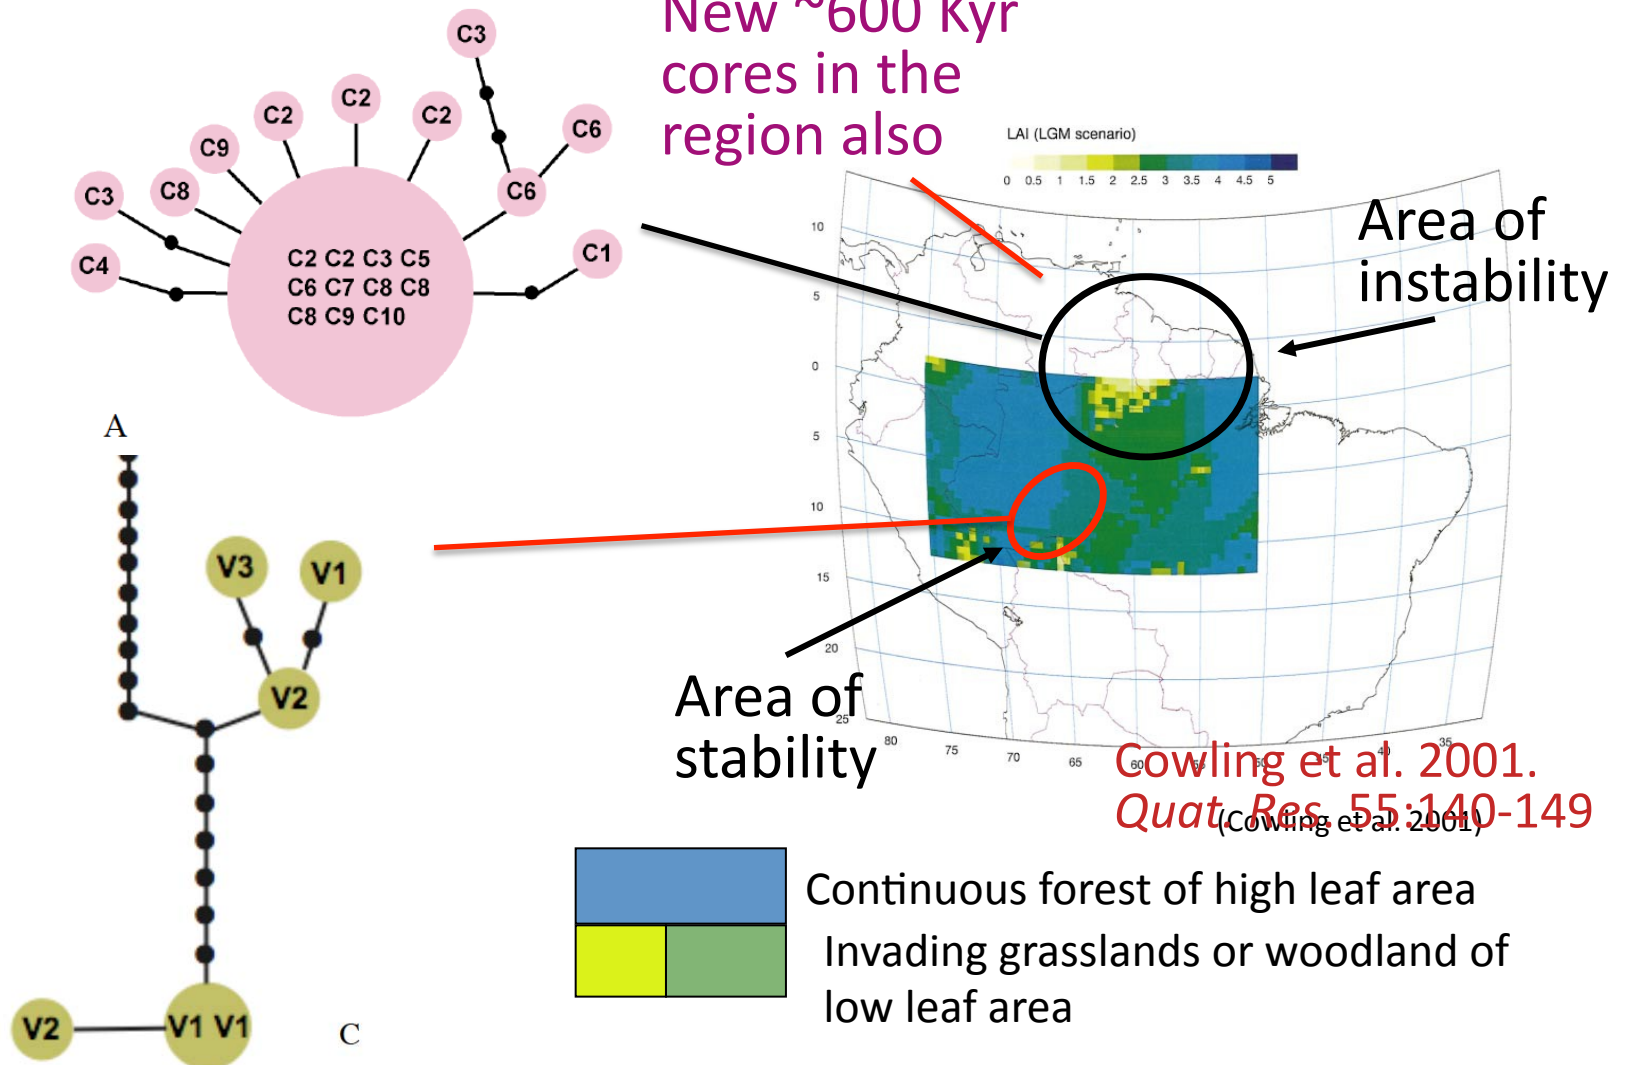 New ~600 Kyr
cores in the
region also
C3
C2
C2
C2
C9
C6
C8
C3
C6
C4
C1
C2 C2 C3 C5
C6 C7 C8 C8
C8 C9 C10
A
LAI (LGM scenario)
0 0.5 1 1.5 2 2.5 3 3.5 4 4.5 5
Area of
instability
10
5
0
5
10
15
20
25
80 75 70 65 60 55 50 45 40 35
V3
V1
V2
V2
V1 V1
C
Area of
stability
Cowling et al. 2001.
Quat. Res. 55:140-149
(Cowling et al. 2001)
Continuous forest of high leaf area
Invading grasslands or woodland of
low leaf area